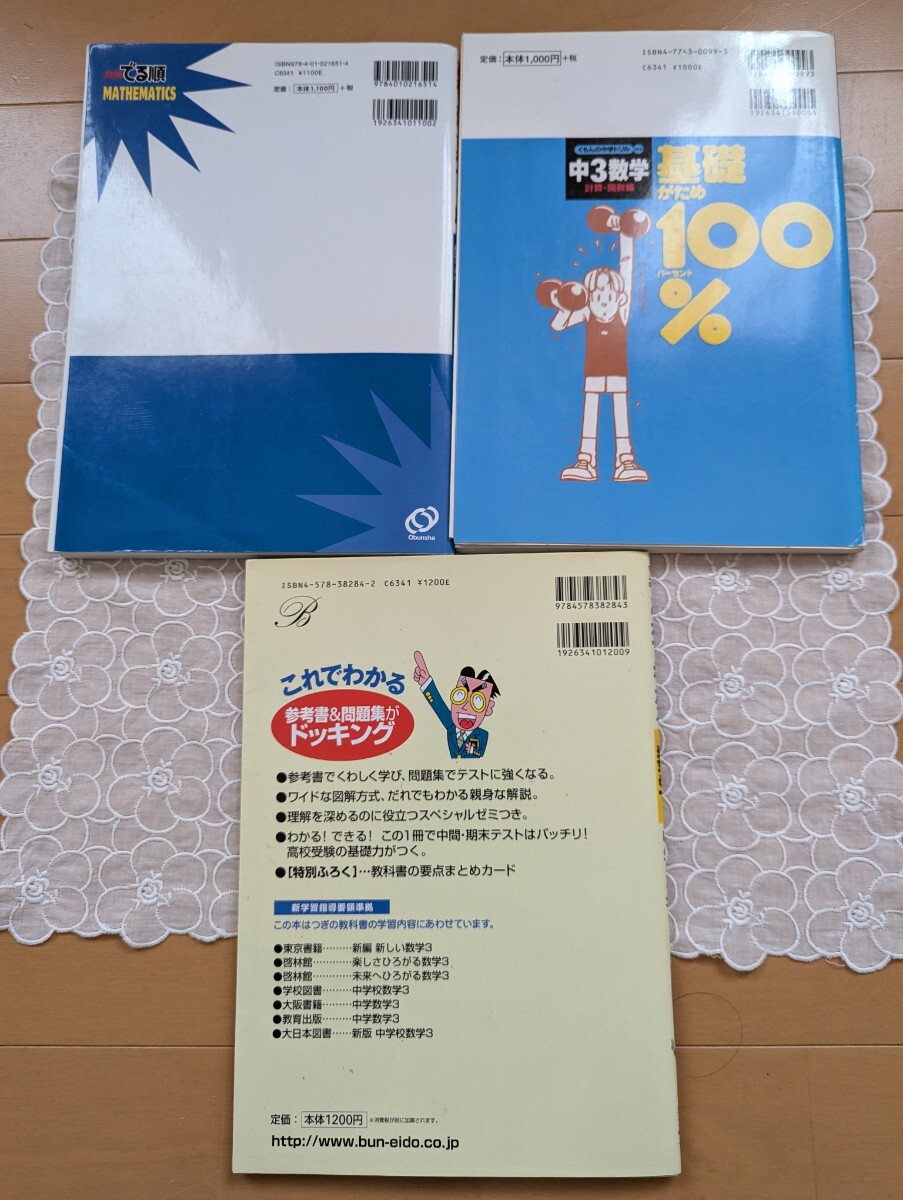 でる順
MATHEMATICS
ISBN978-4-01-021651-4
C6341 ¥1100E
定価： 本体1,100円 +税
9784010216514
1926341011002
Obunsha
ISBN4-7743-0099-3
C6341 ¥1000E
定価： 本体1,000円 +税
くもんの中学ドリル
中3数学
計算・関数編
基礎
がため
100
パーセント
%
ISBN4-578-38284-2 C6341 ¥1200E
B
9784578382843
1926341012009
これでわかる
参考書&問題集が
ドッキング
●参考書でくわしく学び、問題集でテストに強くなる。
●ワイドな図解方式、だれでもわかる親身な解説。
●理解を深めるのに役立つスペシャルゼミつき。
●わかる！できる！ この1冊で中間・期末テストはバッチリ！
高校受験の基礎力がつく。
●【特別ふろく】…教科書の要点まとめカード
新学習指導要領準拠
この本はつぎの教科書の学習内容にあわせています。
●東京書籍………新編 新しい数学3
●啓林館…………楽しさひろがる数学3
●啓林館…………未来へひろがる数学3
●学校図書………中学校数学3
●大阪書籍………中学数学3
●教育出版………中学数学3
●大日本図書……新版 中学校数学3
定価： 本体1200円 ※消費税が別に加算されます。
http://www.bun-eido.co.jp